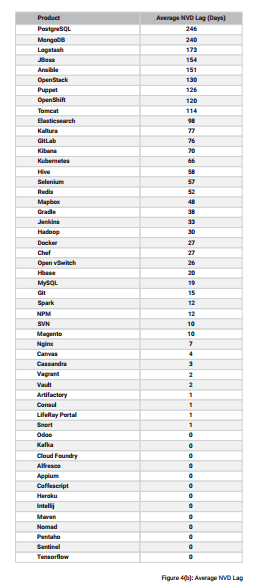 Product Average NVD Lag (Days)
PostgreSQL 246
MongoDB 240
Logstash 173
JBoss 154
Ansible 151
OpenStack 130
Puppet 126
OpenShift 120
Tomcat 114
Elasticsearch 98
Kaltura 77
GitLab 76
Kibana 70
Kubernetes 66
Hive 58
Selenium 57
Redis 52
Mapbox 48
Gradle 38
Jenkins 33
Hadoop 30
Docker 27
Chef 27
Open vSwitch 26
Hbase 20
MySQL 19
Git 15
Spark 12
NPM 12
SVN 10
Magento 10
Nginx 7
Canvas 4
Cassandra 3
Vagrant 2
Vault 2
Artifactory 1
Consul 1
LifeRay Portal 1
Snort 1
Odoo 0
Kafka 0
Cloud Foundry 0
Alfresco 0
Appium 0
Coffescript 0
Heroku 0
Intellij 0
Maven 0
Nomad 0
Pentaho 0
Sentinel 0
Tensorflow 0
Figure 4(b): Average NVD Lag